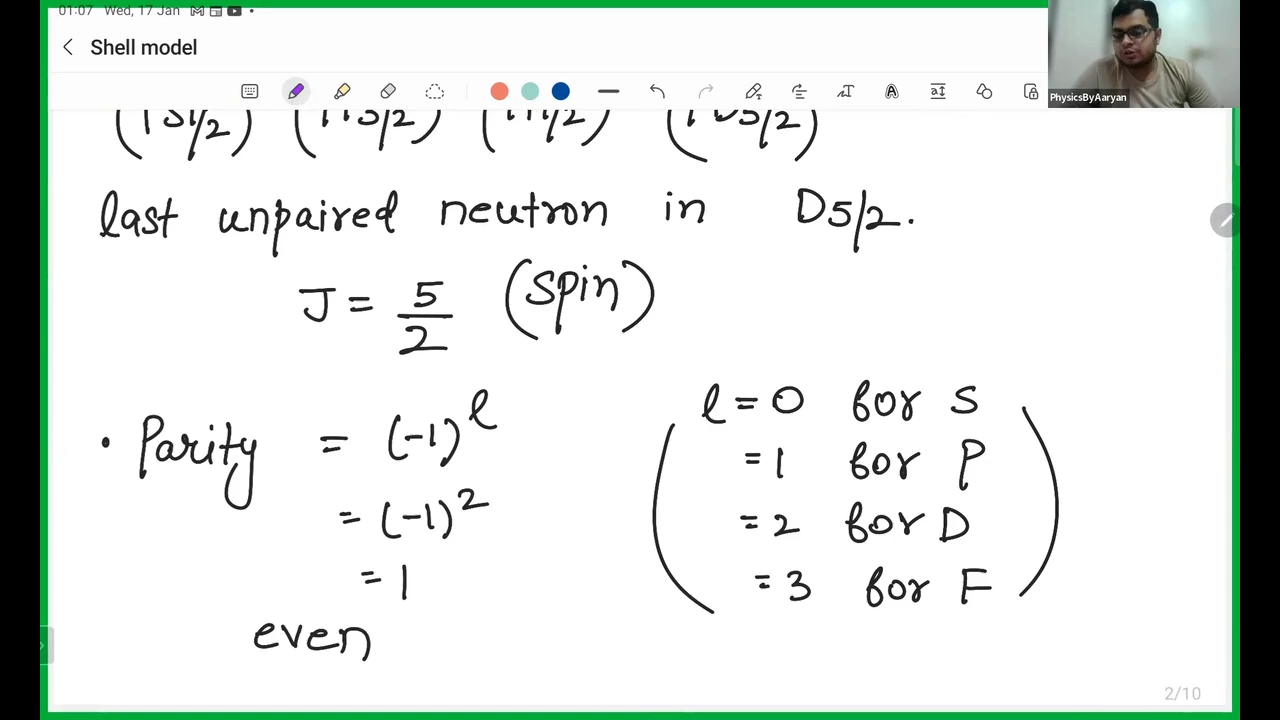 01:07 Wed, 17 Jan
Shell model
PhysicsByAaryan
last unpaired neutron in D5/2.
J = 5/2 (spin)
• Parity = (-1)^l
= (-1)^2
= 1
even
l = 0 for S
= 1 for P
= 2 for D
= 3 for F
2/10